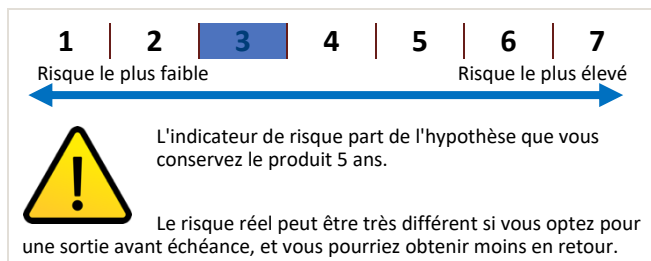 1 2 3 4 5 6 7
Risque le plus faible Risque le plus élevé
L'indicateur de risque part de l'hypothèse que vous
conservez le produit 5 ans.
Le risque réel peut être très différent si vous optez pour
une sortie avant échéance, et vous pourriez obtenir moins en retour.